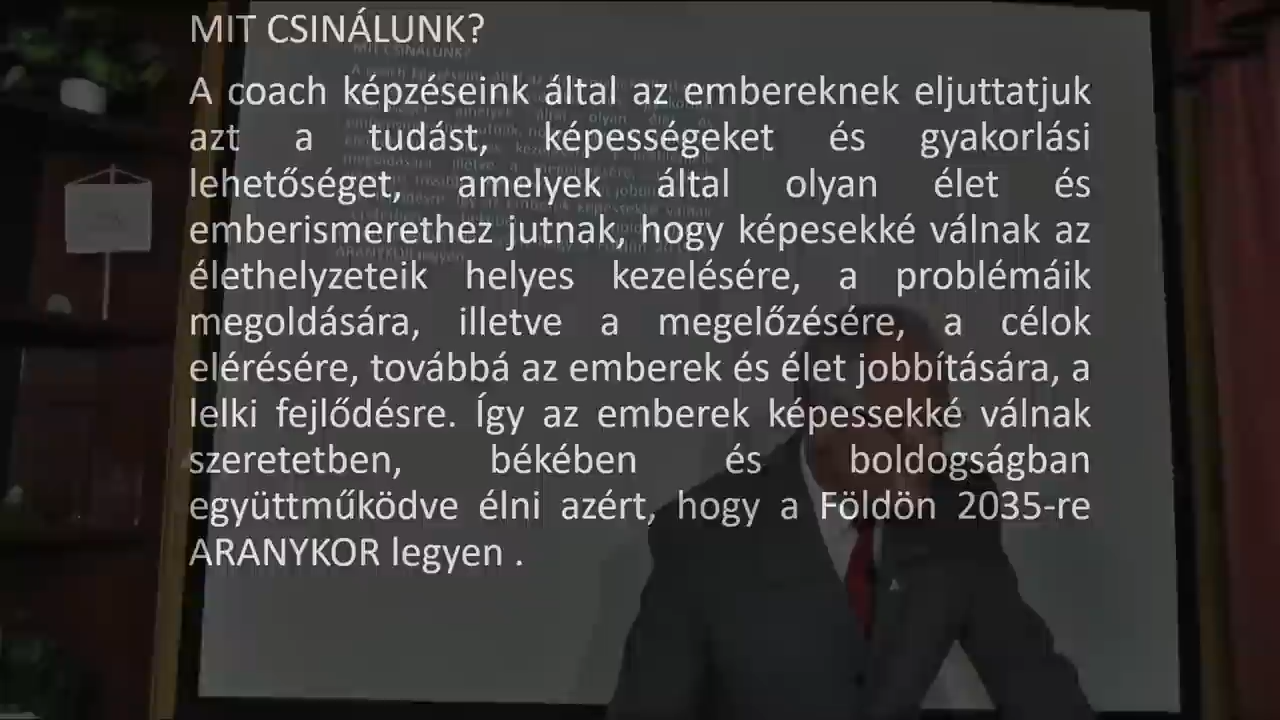 MIT CSINÁLUNK?
A coach képzéseink által az embereknek eljuttatjuk
azt a tudást, képességeket és gyakorlási
lehetőséget, amelyek által olyan élet és
emberismerethez jutnak, hogy képesekké válnak az
élethelyzeteik helyes kezelésére, a problémáik
megoldására, illetve a megelőzésére, a célok
elérésére, továbbá az emberek és élet jobbítására, a
lelki fejlődésre. Így az emberek képessekké válnak
szeretetben, békében és boldogságban
együttműködve élni azért, hogy a Földön 2035-re
ARANYKOR legyen .